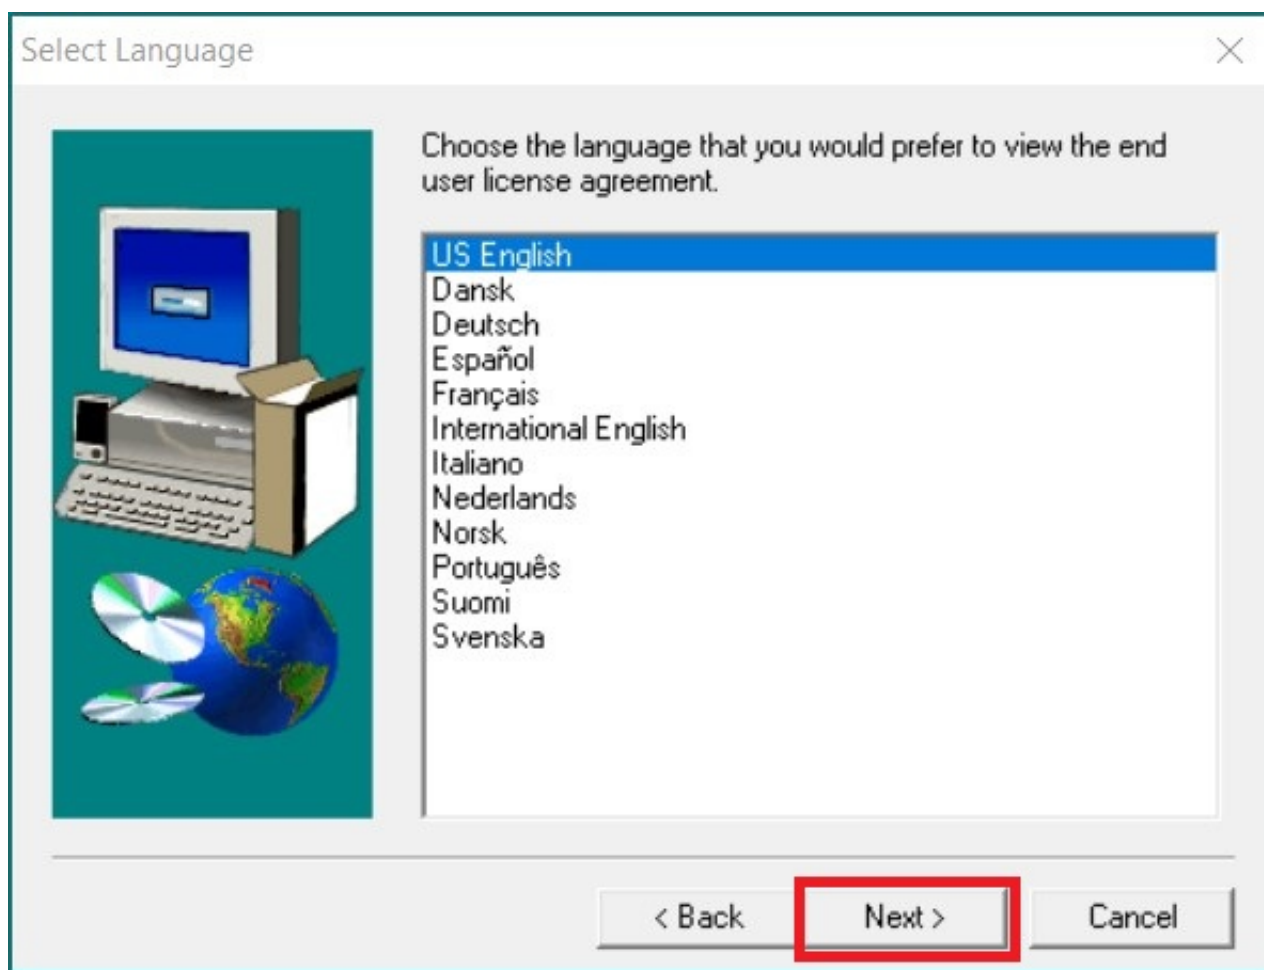 Select Language
Choose the language that you would prefer to view the end
user license agreement.
US English
Dansk
Deutsch
Español
Français
International English
Italiano
Nederlands
Norsk
Português
Suomi
Svenska
< Back
Next >
Cancel